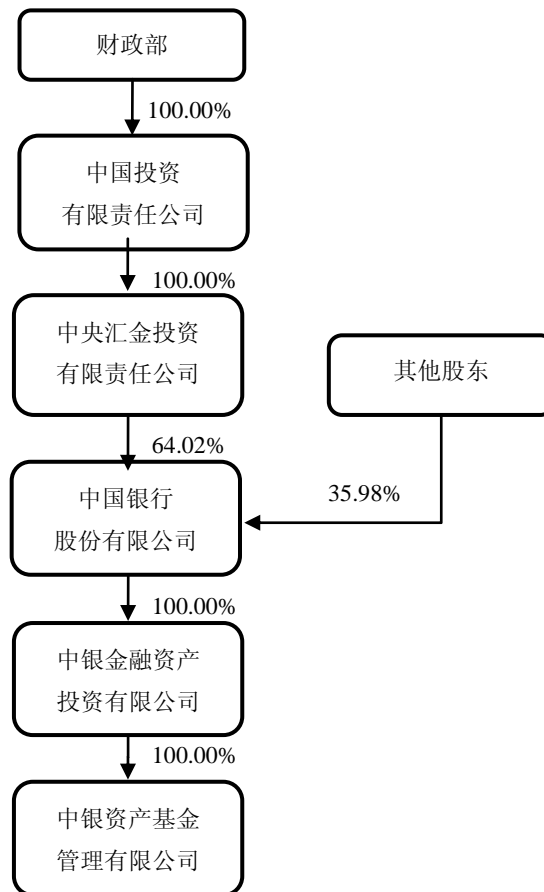 财政部
100.00%
中国投资
有限责任公司
100.00%
中央汇金投资
有限责任公司
其他股东
64.02%
中国银行
股份有限公司
35.98%
100.00%
中银金融资产
投资有限公司
100.00%
中银资产基金
管理有限公司